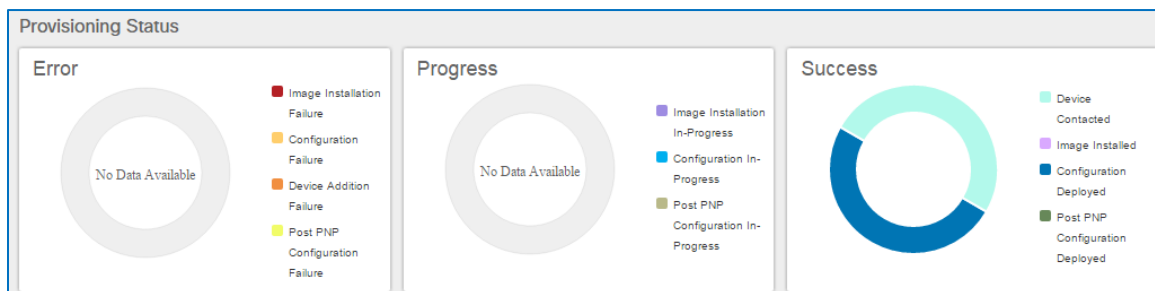 Provisioning Status
Error
No Data Available
Image Installation
Failure
Configuration
Failure
Device Addition
Failure
Post PNP
Configuration
Failure
Progress
No Data Available
Image Installation
In-Progress
Configuration In-
Progress
Post PNP
Configuration In-
Progress
Success
Device
Contacted
Image Installed
Configuration
Deployed
Post PNP
Configuration
Deployed